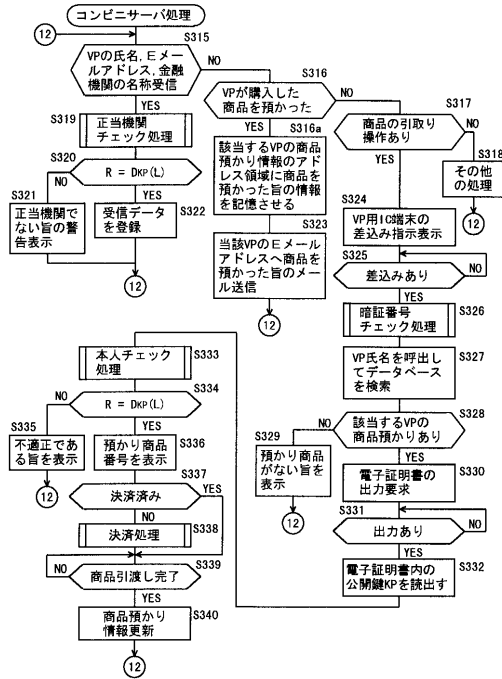 コンビニサーバ処理
12
S315
VPの氏名,Eメー
ルアドレス,金融
機関の名称受信
NO
YES
S319
正当機関
チェック処理
S320
R = DKP(L)
NO
YES
S321
正当機関で
ない旨の警
告表示
受信データ
を登録
S322
12
S316
VPが購入した
商品を預かった
NO
YES
S316a
該当するVPの商品
預かり情報のアド
レス領域に商品を
預かった旨の情報
を記憶させる
S323
当該VPのEメール
アドレスへ商品を
預かった旨のメー
ル送信
12
S317
商品の引取り
操作あり
NO
YES
S318
その他
の処理
12
S324
VP用IC端末の
差込み指示表示
S325
差込みあり
NO
YES
暗証番号
チェック処理
S326
VP氏名を呼出し
てデータベース
を検索
S327
S328
該当するVPの
商品預かりあり
NO
YES
S329
預かり商品
がない旨を
表示
12
電子証明書の
出力要求
S330
S331
出力あり
NO
YES
電子証明書内の
公開鍵KPを読出す
S332
本人チェック
処理
S333
S334
R = DKP(L)
NO
YES
S335
不適正であ
る旨を表示
12
預かり商品
番号を表示
S336
S337
決済済み
YES
NO
決済処理
S338
S339
商品引渡し完了
NO
YES
商品預かり
情報更新
S340
12